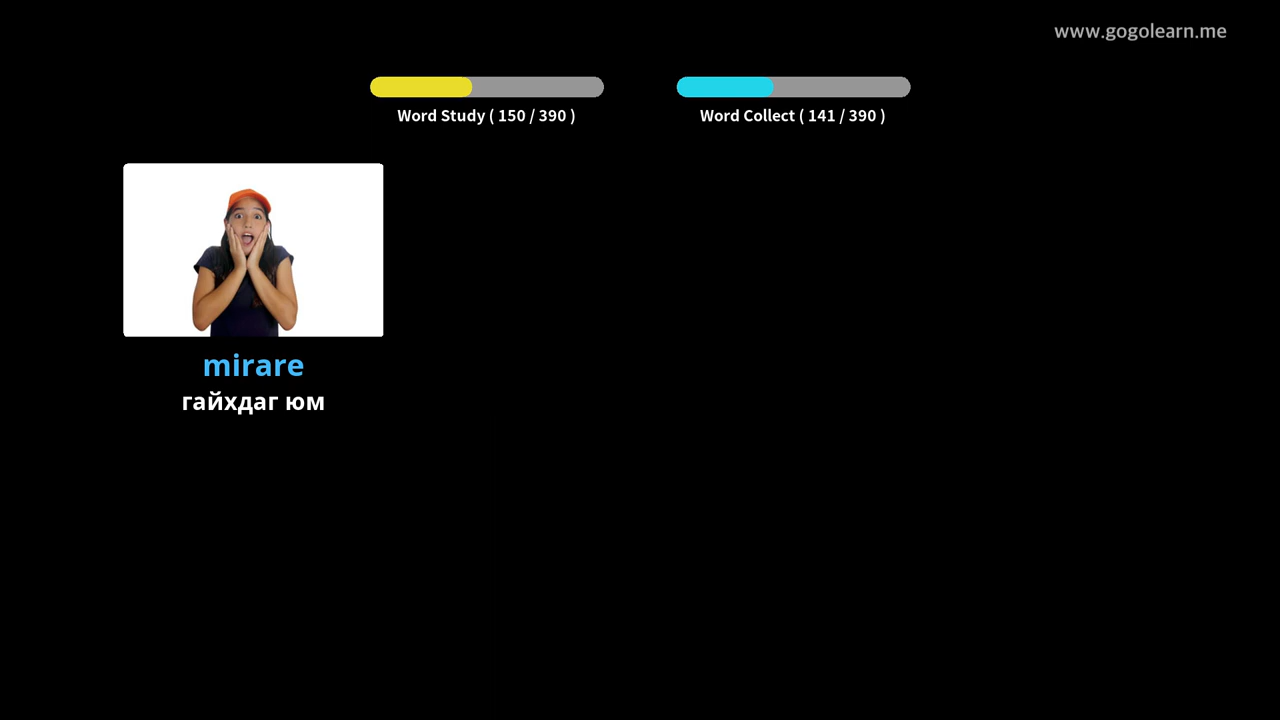 www.gogolearn.me
Word Study ( 150 / 390 )
Word Collect ( 141 / 390 )
mirare
гайхдаг юм